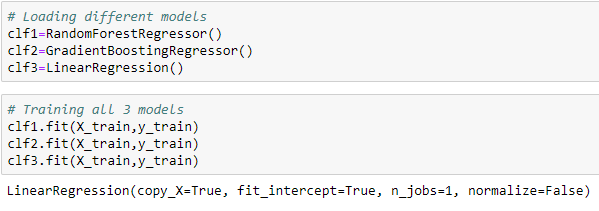 # Loading different models
clf1=RandomForestRegressor()
clf2=GradientBoostingRegressor()
clf3=LinearRegression()
# Training all 3 models
clf1.fit(X_train,y_train)
clf2.fit(X_train,y_train)
clf3.fit(X_train,y_train)
LinearRegression(copy_X=True, fit_intercept=True, n_jobs=1, normalize=False)